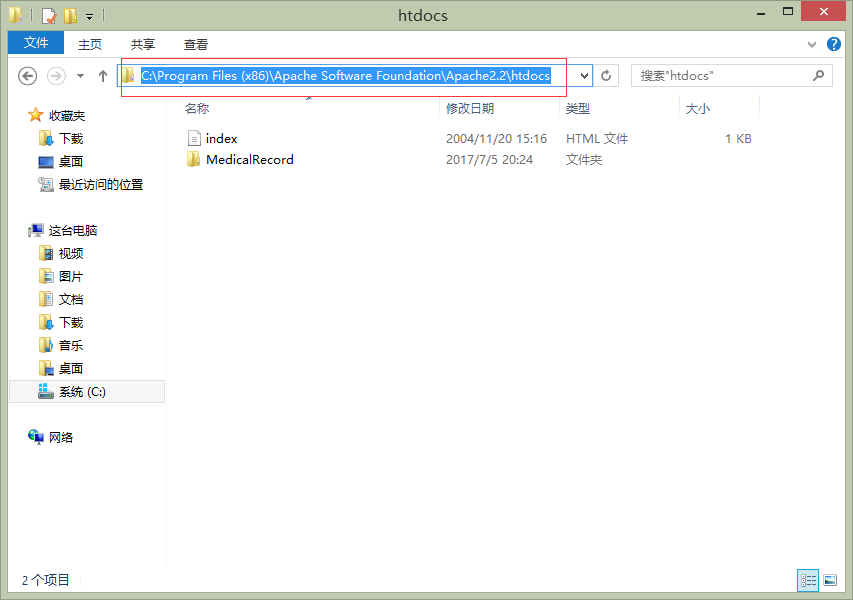 htdocs
文件 主页 共享 查看
C:\Program Files (x86)\Apache Software Foundation\Apache2.2\htdocs 搜索"htdocs"
名称 修改日期 类型 大小
index 2004/11/20 15:16 HTML 文件 1 KB
MedicalRecord 2017/7/5 20:24 文件夹
收藏夹
下载
桌面
最近访问的位置
这台电脑
视频
图片
文档
下载
音乐
桌面
系统 (C:)
网络
2 个项目